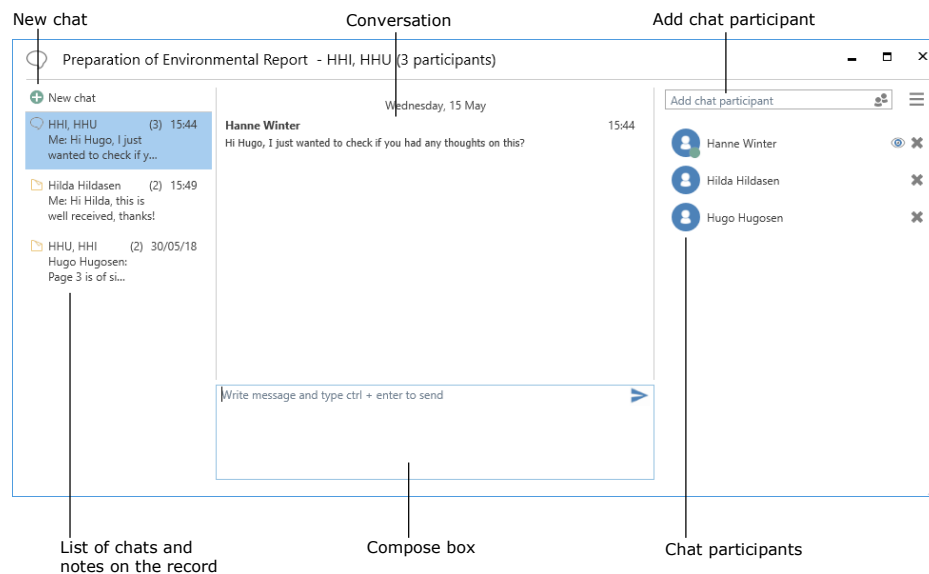 New chat
Conversation
Add chat participant
Preparation of Environmental Report - HHI, HHU (3 participants)
New chat
HHI, HHU (3) 15:44
Me: Hi Hugo, I just
wanted to check if y...
Hilda Hildasen (2) 15:49
Me: Hi Hilda, this is
well received, thanks!
HHU, HHI (2) 30/05/18
Hugo Hugosen:
Page 3 is of si...
Wednesday, 15 May
Hanne Winter 15:44
Hi Hugo, I just wanted to check if you had any thoughts on this?
Write message and type ctrl + enter to send
Add chat participant
Hanne Winter
Hilda Hildasen
Hugo Hugosen
List of chats and
notes on the record
Compose box
Chat participants